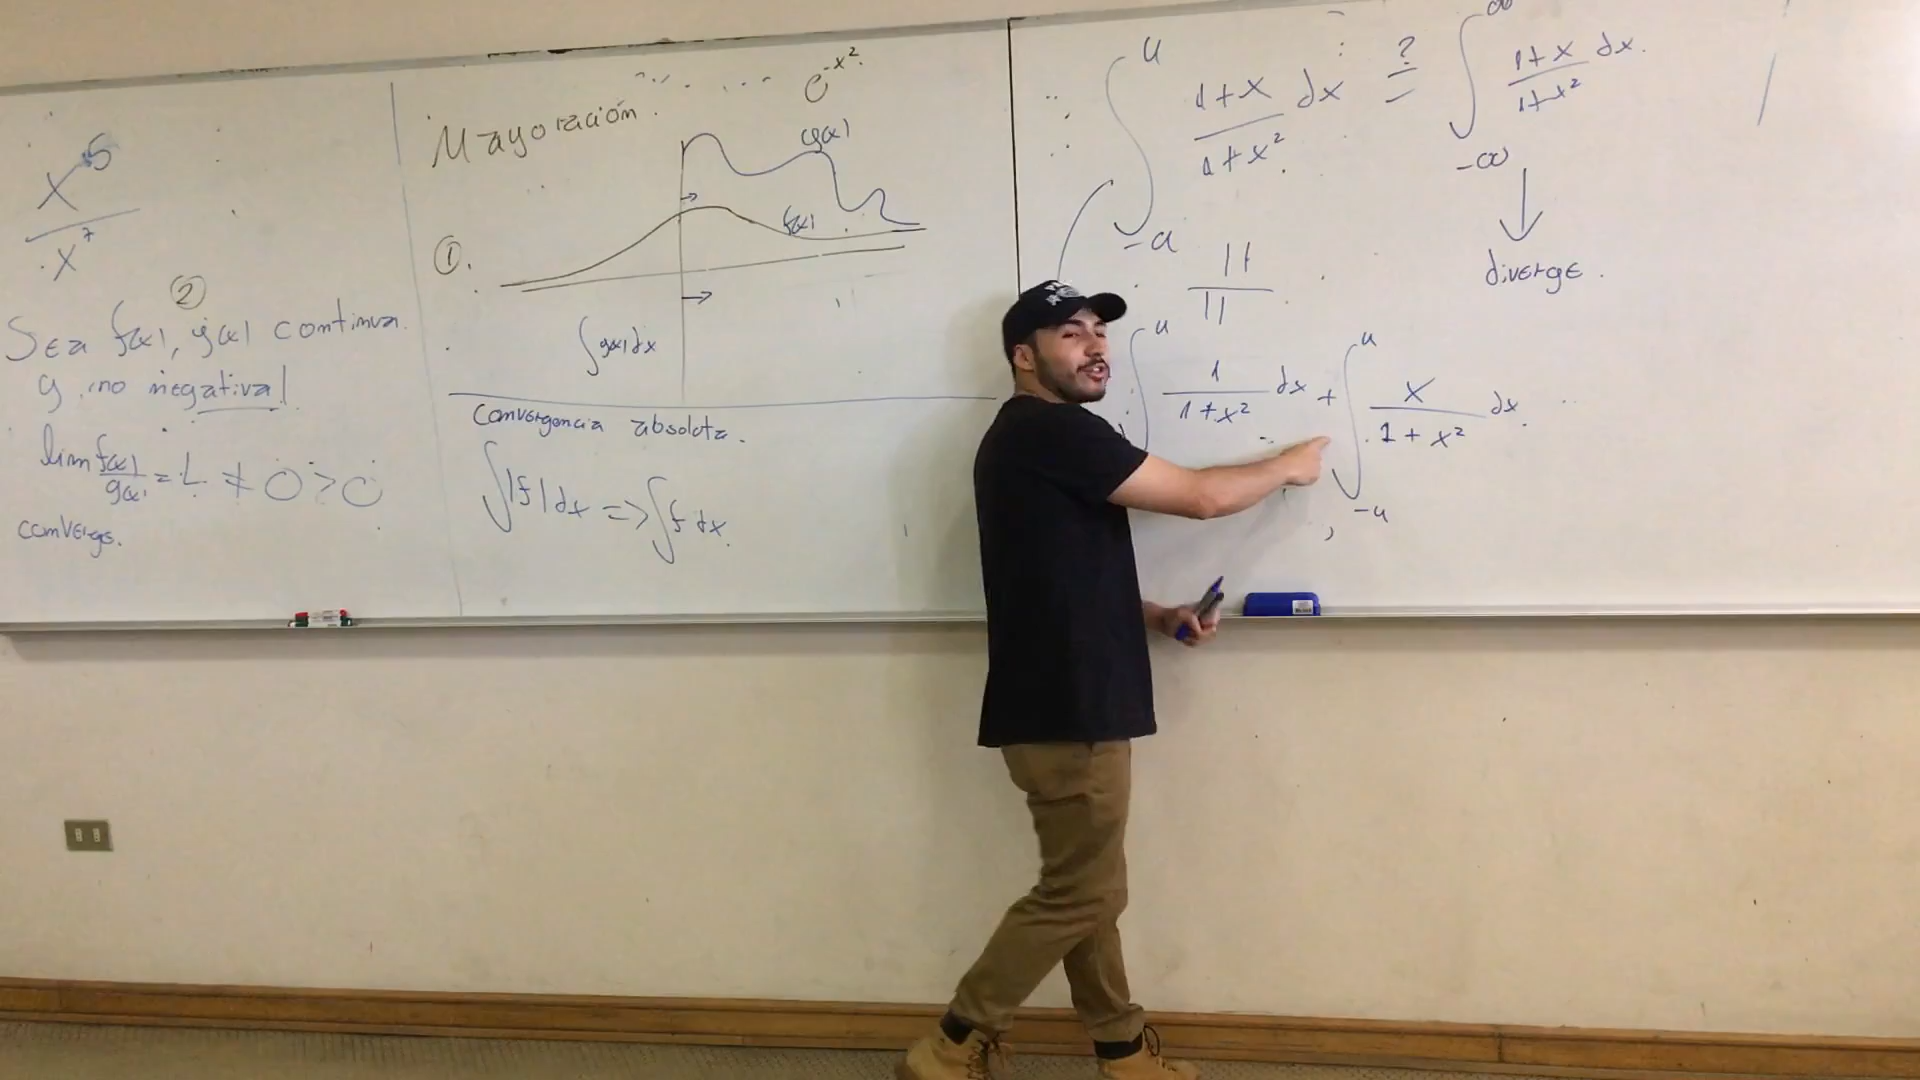 x^5
x^7
②
Sea f(x), g(x) continua.
g no negativa!
lim f(x)/g(x) = L ≠ 0 > 0
converge.
Mayoración.
e^-x².
g(x)
f(x)
①.
∫g(x)dx
Convergencia absoluta.
∫|f|dx => ∫f dx.
∫_-a^a (1+x)/(1+x²) dx =? ∫_-∞^∞ (1+x)/(1+x²) dx.
diverge.
∫^a 1/(1+x²) dx + ∫_-a^a x/(1+x²) dx.